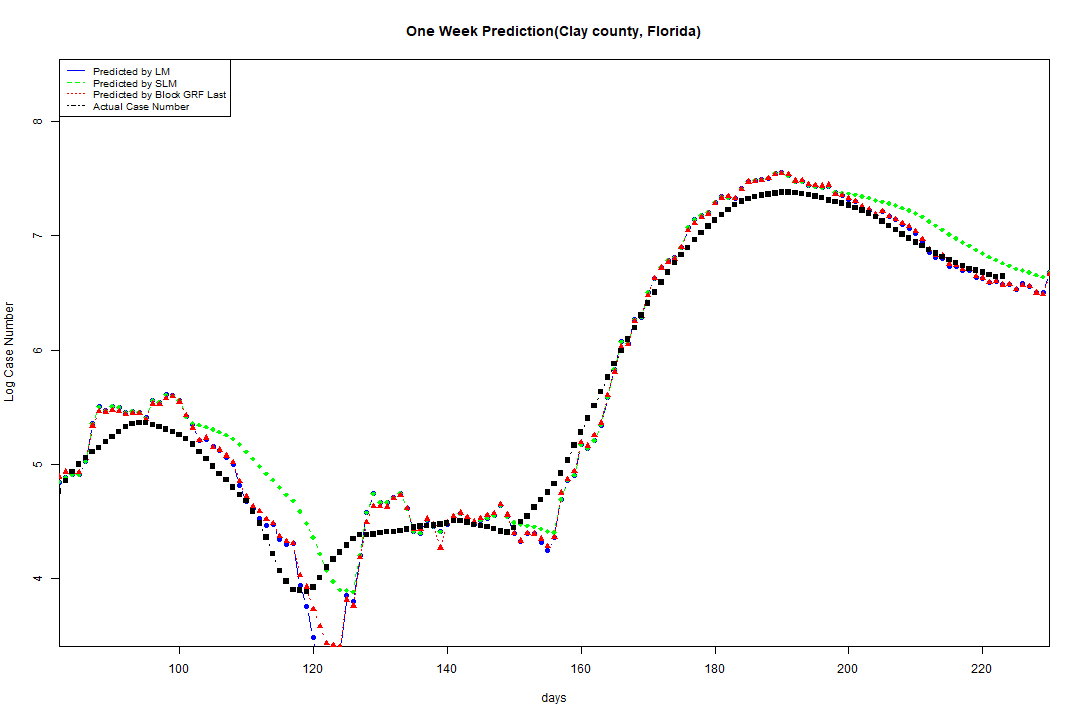 One Week Prediction(Clay county, Florida)
Predicted by LM
Predicted by SLM
Predicted by Block GRF Last
Actual Case Number
8
7
6
5
4
Log Case Number
100 120 140 160 180 200 220
days